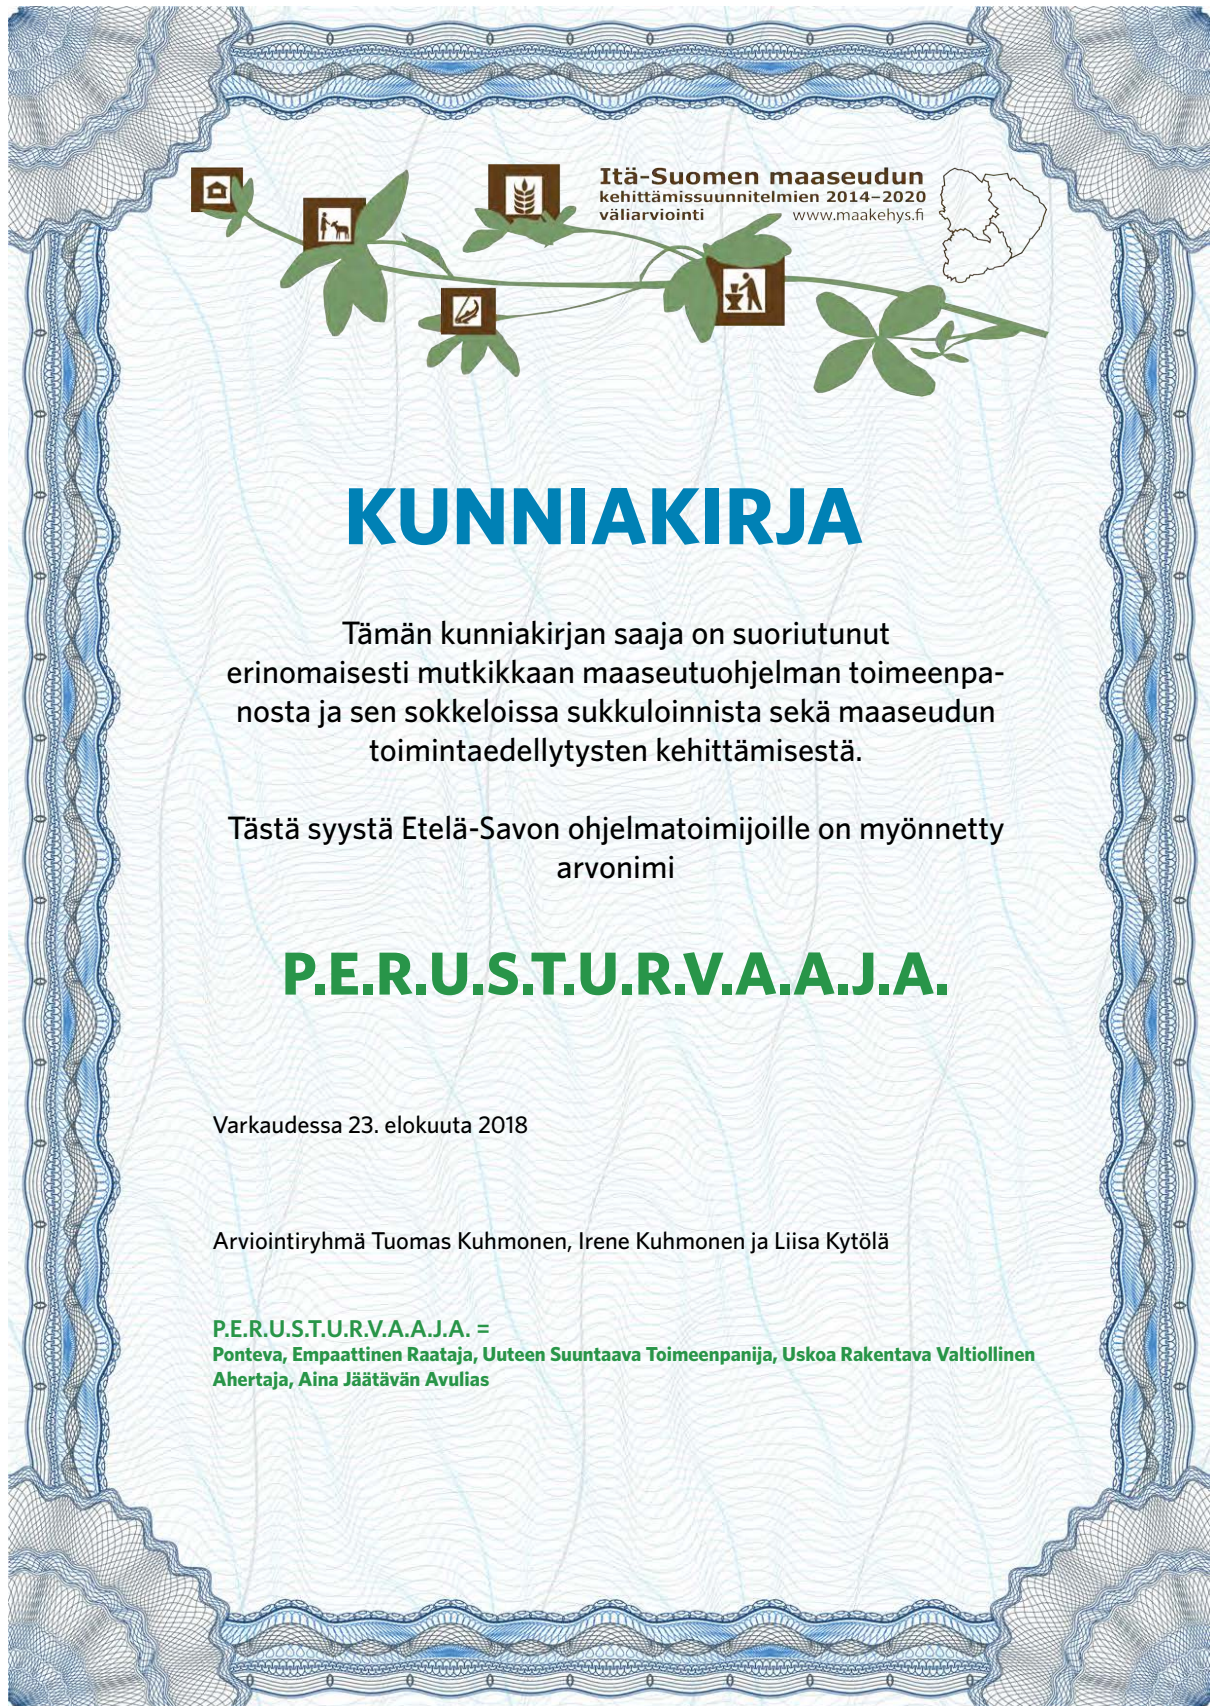 Itä-Suomen maaseudun
kehittämissuunnitelmien 2014–2020
väliarviointi www.maakehys.fi
KUNNIAKIRJA
Tämän kunniakirjan saaja on suoriutunut
erinomaisesti mutkikkaan maaseutuohjelman toimeenpa-
nosta ja sen sokkeloissa sukkuloinnista sekä maaseudun
toimintaedellytysten kehittämisestä.
Tästä syystä Etelä-Savon ohjelmatoimijoille on myönnetty
arvonimi
P.E.R.U.S.T.U.R.V.A.A.J.A.
Varkaudessa 23. elokuuta 2018
Arviointiryhmä Tuomas Kuhmonen, Irene Kuhmonen ja Liisa Kytölä
P.E.R.U.S.T.U.R.V.A.A.J.A. =
Ponteva, Empaattinen Raataja, Uuteen Suuntaava Toimeenpanija, Uskoa Rakentava Valtiollinen
Ahertaja, Aina Jäätävän Avulias